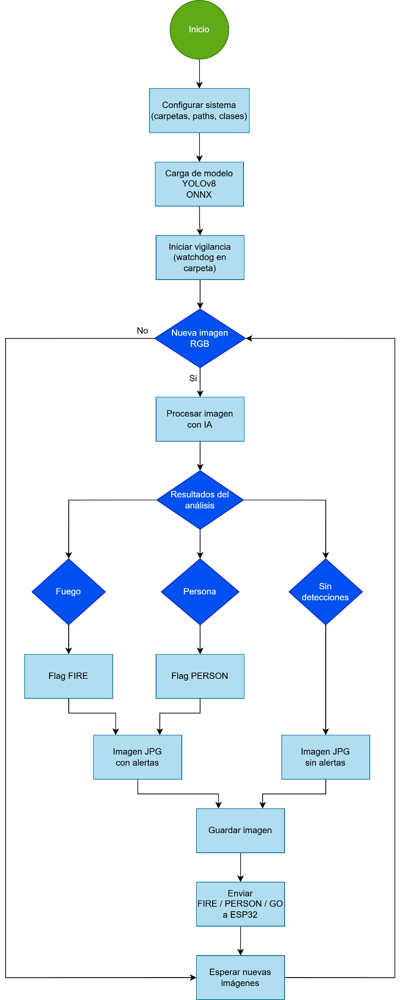 Inicio
Configurar sistema
(carpetas, paths, clases)
Carga de modelo
YOLOv8
ONNX
Iniciar vigilancia
(watchdog en
carpeta)
No
Nueva imagen
RGB
Si
Procesar imagen
con IA
Resultados del
análisis
Fuego
Persona
Sin
detecciones
Flag FIRE
Flag PERSON
Imagen JPG
con alertas
Imagen JPG
sin alertas
Guardar imagen
Enviar
FIRE / PERSON / GO
a ESP32
Esperar nuevas
imágenes